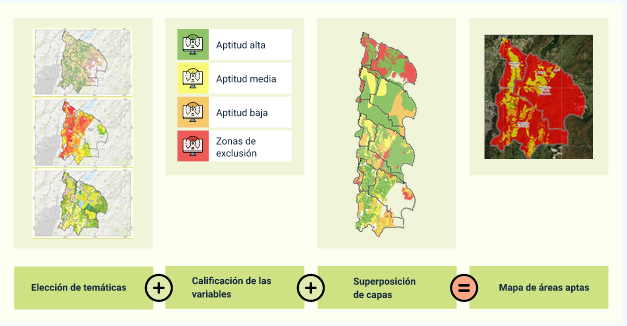 Aptitud alta
Aptitud media
Aptitud baja
Zonas de
exclusión
Elección de temáticas
+
Calificación de las
variables
+
Superposición
de capas
=
Mapa de áreas aptas